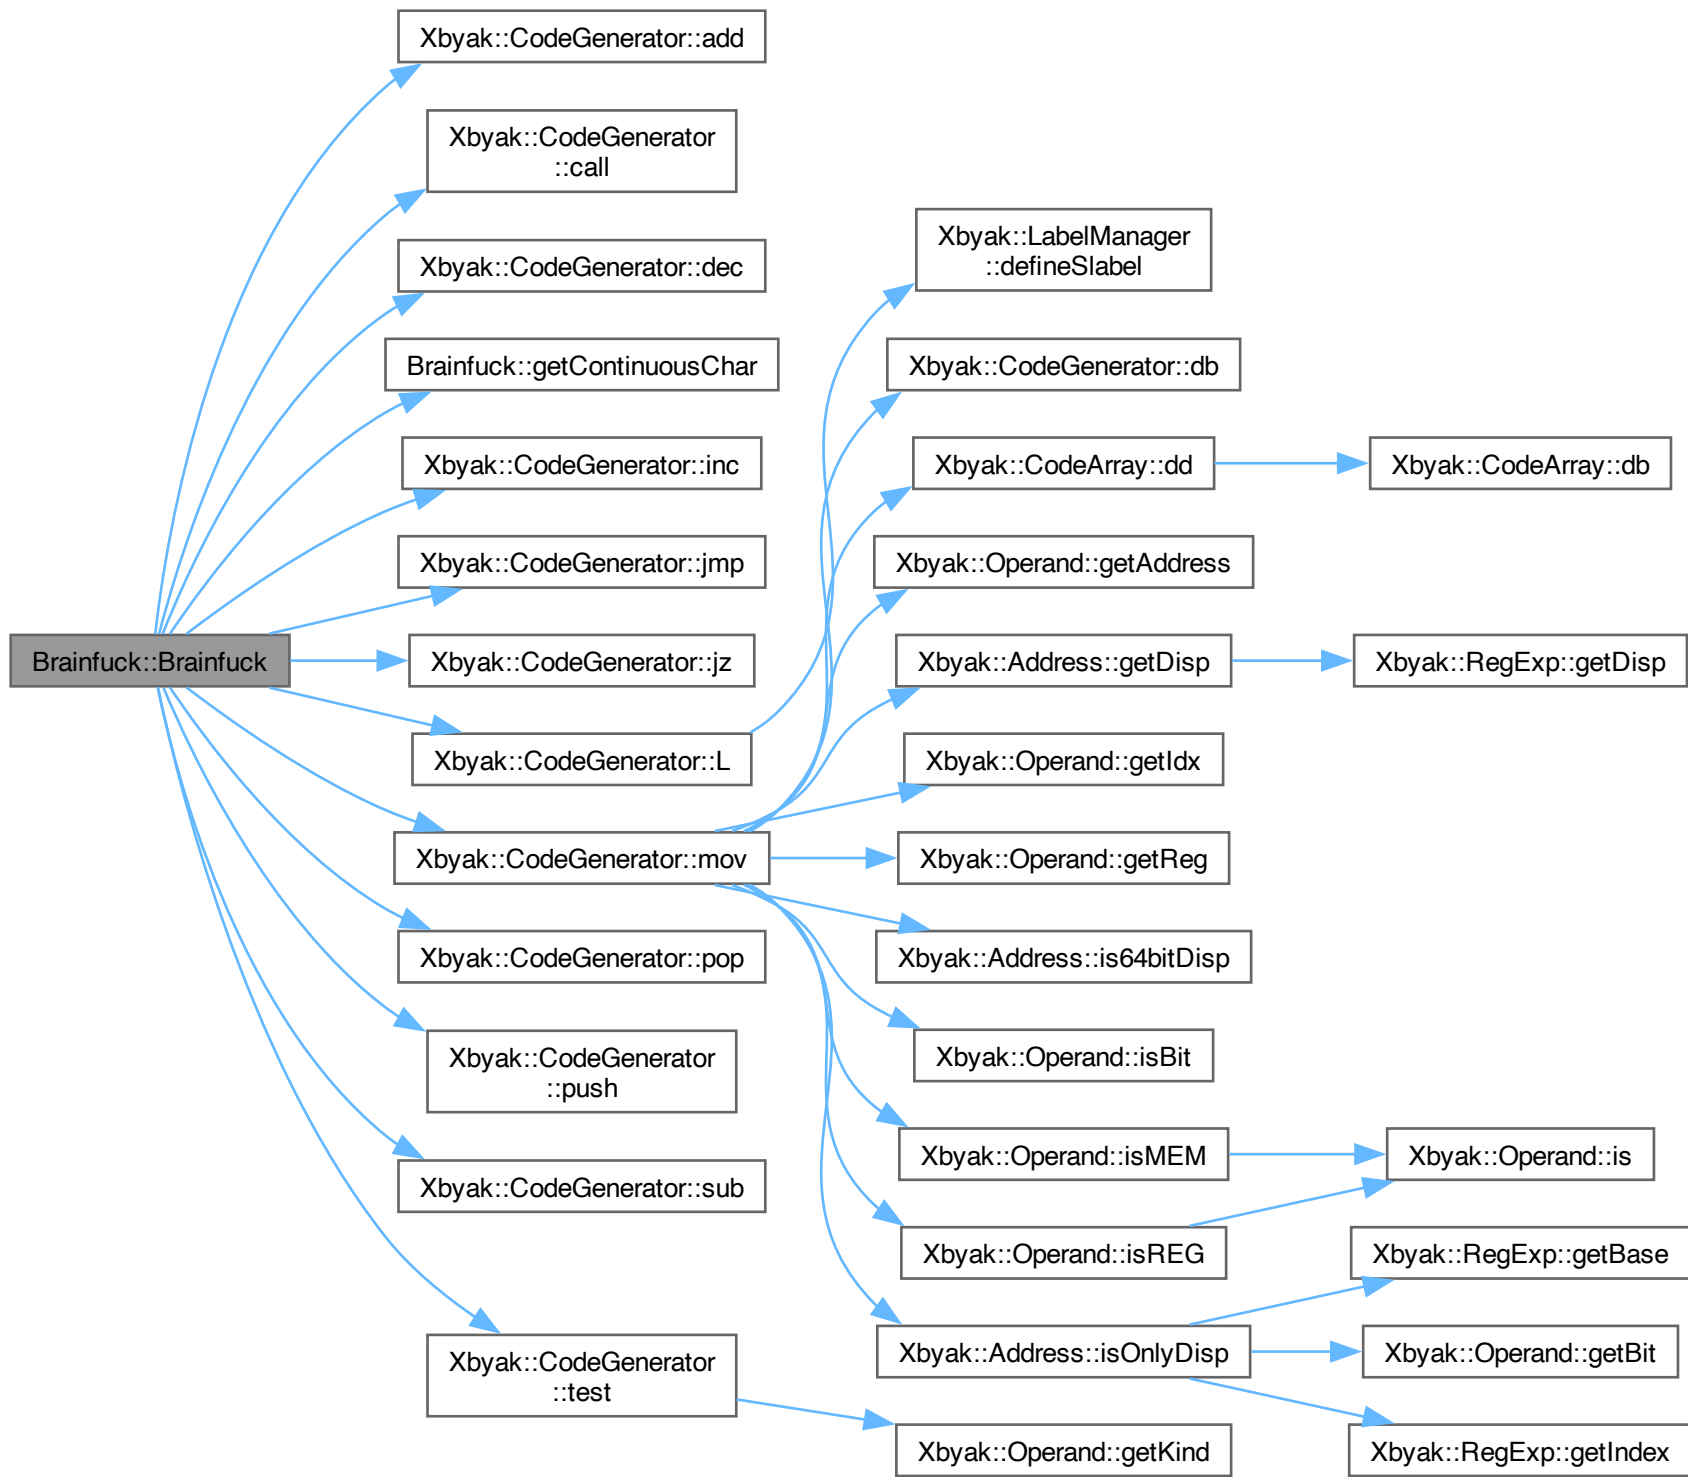 Xbyak::CodeGenerator::add
Xbyak::CodeGenerator
::call
Xbyak::CodeGenerator::dec
Brainfuck::getContinuousChar
Xbyak::CodeGenerator::inc
Xbyak::CodeGenerator::jmp
Brainfuck::Brainfuck
Xbyak::CodeGenerator::jz
Xbyak::CodeGenerator::L
Xbyak::CodeGenerator::mov
Xbyak::CodeGenerator::pop
Xbyak::CodeGenerator
::push
Xbyak::CodeGenerator::sub
Xbyak::CodeGenerator
::test
Xbyak::LabelManager
::defineSlabel
Xbyak::CodeGenerator::db
Xbyak::CodeArray::dd
Xbyak::Operand::getAddress
Xbyak::Address::getDisp
Xbyak::Operand::getIdx
Xbyak::Operand::getReg
Xbyak::Address::is64bitDisp
Xbyak::Operand::isBit
Xbyak::Operand::isMEM
Xbyak::Operand::isREG
Xbyak::Address::isOnlyDisp
Xbyak::Operand::getKind
Xbyak::CodeArray::db
Xbyak::RegExp::getDisp
Xbyak::Operand::is
Xbyak::RegExp::getBase
Xbyak::Operand::getBit
Xbyak::RegExp::getIndex